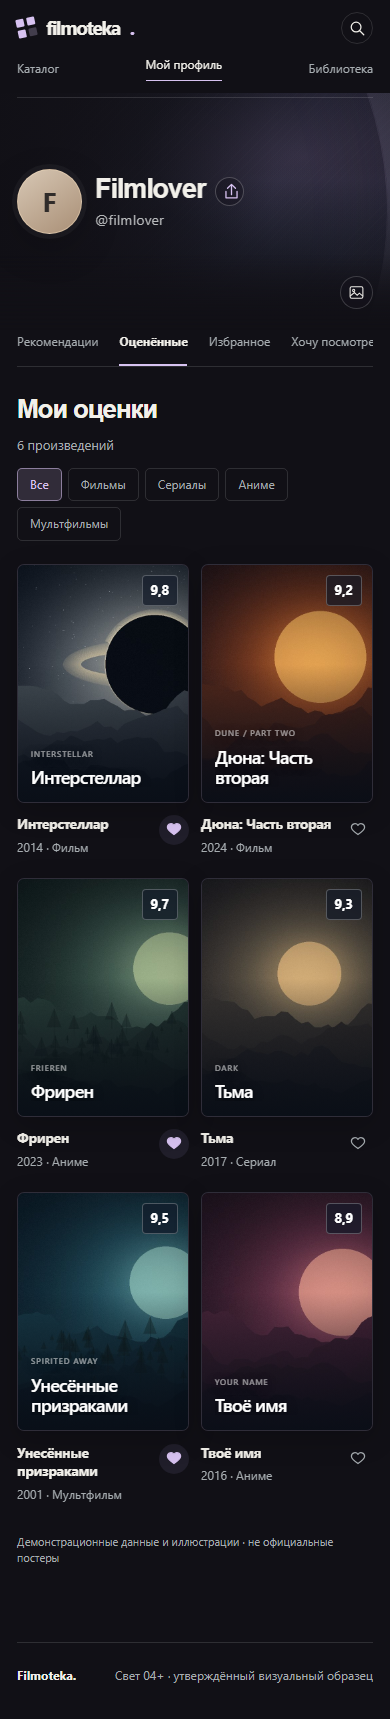 filmoteka.
Каталог
Мой профиль
Библиотека
F
Filmlover
@filmlover
Рекомендации Оценённые Избранное Хочу посмотре
Мои оценки
6 произведений
Все Фильмы Сериалы Аниме
Мультфильмы
9,8
INTERSTELLAR
Интерстеллар
Интерстеллар
2014 · Фильм
9,2
DUNE / PART TWO
Дюна: Часть
вторая
Дюна: Часть вторая
2024 · Фильм
9,7
FRIEREN
Фрирен
Фрирен
2023 · Аниме
9,3
DARK
Тьма
Тьма
2017 · Сериал
9,5
SPIRITED AWAY
Унесённые
призраками
Унесённые
призраками
2001 · Мультфильм
8,9
YOUR NAME
Твоё имя
Твоё имя
2016 · Аниме
Демонстрационные данные и иллюстрации · не официальные
постеры
Filmoteka.
Свет 04+ · утверждённый визуальный образец